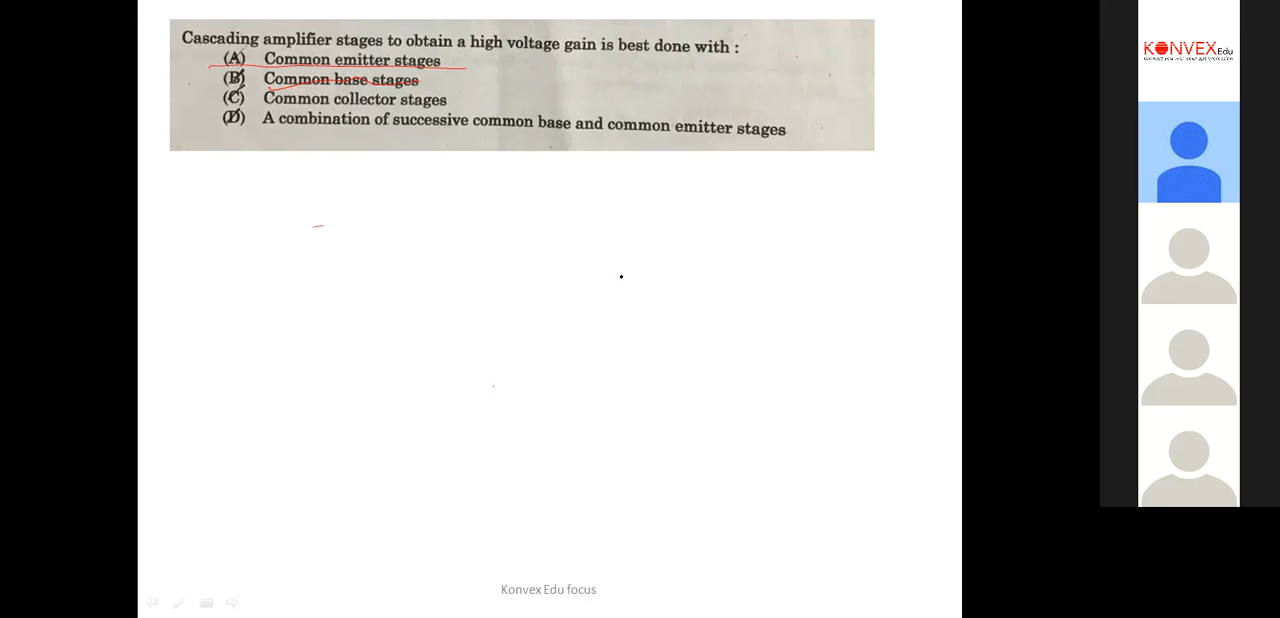 Cascading amplifier stages to obtain a high voltage gain is best done with :
(A) Common emitter stages
(B) Common base stages
(C) Common collector stages
(D) A combination of successive common base and common emitter stages
KONVEX Edu
Konvex Edu focus